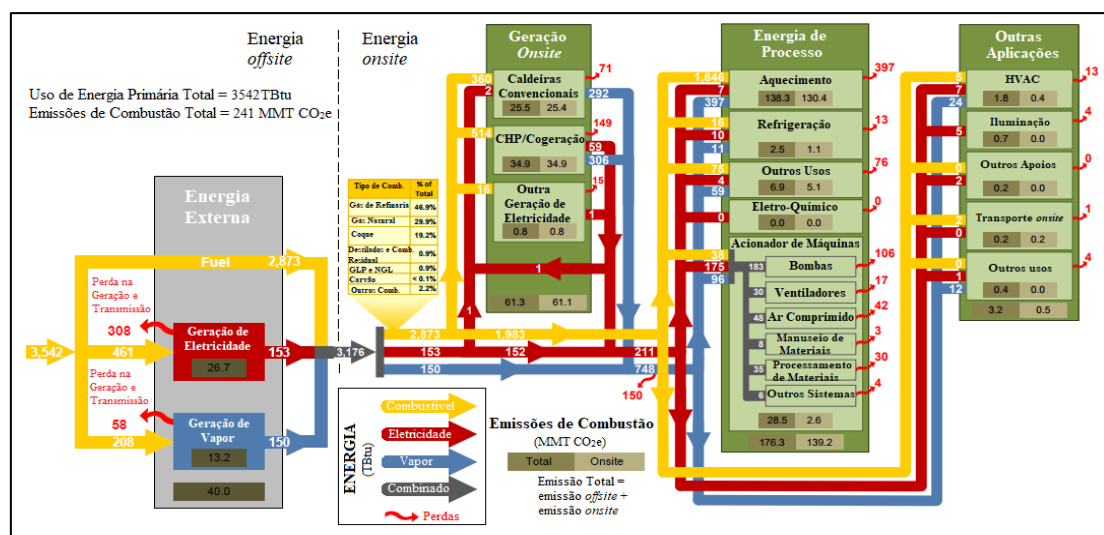 Energia
offsite
Energia
onsite
Uso de Energia Primária Total = 3542TBtu
Emissões de Combustão Total = 241 MMT CO₂e
Energia
Externa
Fuel 2,873
Perda na
Geração e
Transmissão
308
3,542
461
Geração de
Eletricidade
26.7
153
Perda na
Geração e
Transmissão
58
208
Geração de
Vapor
13.2
150
40.0
3,176
Tipo de Comb.
% of
Total
Gás de Refinaria 46.9%
Gás Natural 29.9%
Coque 19.2%
Destilados e Comb.
Residual 0.9%
GLP e NGL 0.9%
Carvão < 0.1%
Outros Comb. 2.2%
2,873
1,983
153
152
211
150
748
150
1
1
Geração
Onsite
360
2
Caldeiras
Convencionais
25.5 25.4
71
292
514
CHP/Cogeração
34.9 34.9
149
59
306
16
Outra
Geração de
Eletricidade
0.8 0.8
15
1
61.3 61.1
Energia de
Processo
1,846
7
397
Aquecimento
138.3 130.4
397
16
10
11
Refrigeração
2.5 1.1
13
75
4
59
Outros Usos
6.9 5.1
76
0
Eletro-Químico
0.0 0.0
0
Acionador de Máquinas
38
175
96
183
Bombas
106
30
Ventiladores
17
48
Ar Comprimido
42
8
Manuseio de
Materiais
3
35
Processamento
de Materiais
30
6
Outros Sistemas
4
28.5 2.6
176.3 139.2
Outras
Aplicações
5
7
24
HVAC
1.8 0.4
13
5
Iluminação
0.7 0.0
4
0
2
Outros Apoios
0.2 0.0
0
2
0
Transporte onsite
0.2 0.2
1
0
1
12
Outros usos
0.4 0.0
4
3.2 0.5
ENERGIA
(TBtu)
Combustível
Eletricidade
Vapor
Combinado
Perdas
Emissões de Combustão
(MMT CO₂e)
Total Onsite
Emissão Total =
emissão offsite +
emissão onsite